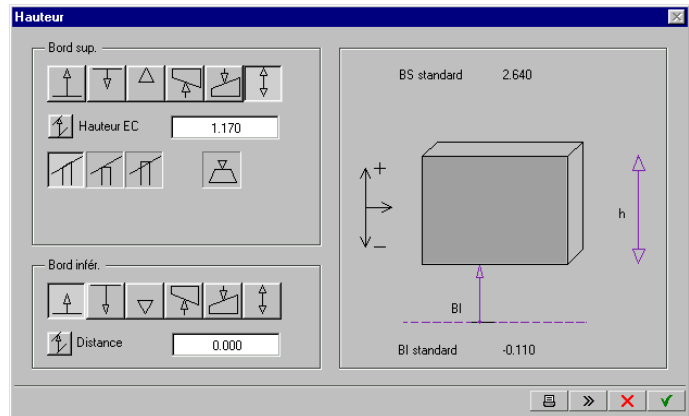 Hauteur
Bord sup.
Hauteur EC 1.170
Bord infér.
Distance 0.000
BS standard 2.640
+
h
–
BI
BI standard -0.110